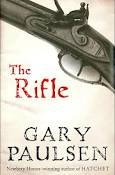 The
Rifle
GARY
PAULSEN
Newbery Honor-winning author of HATCHET